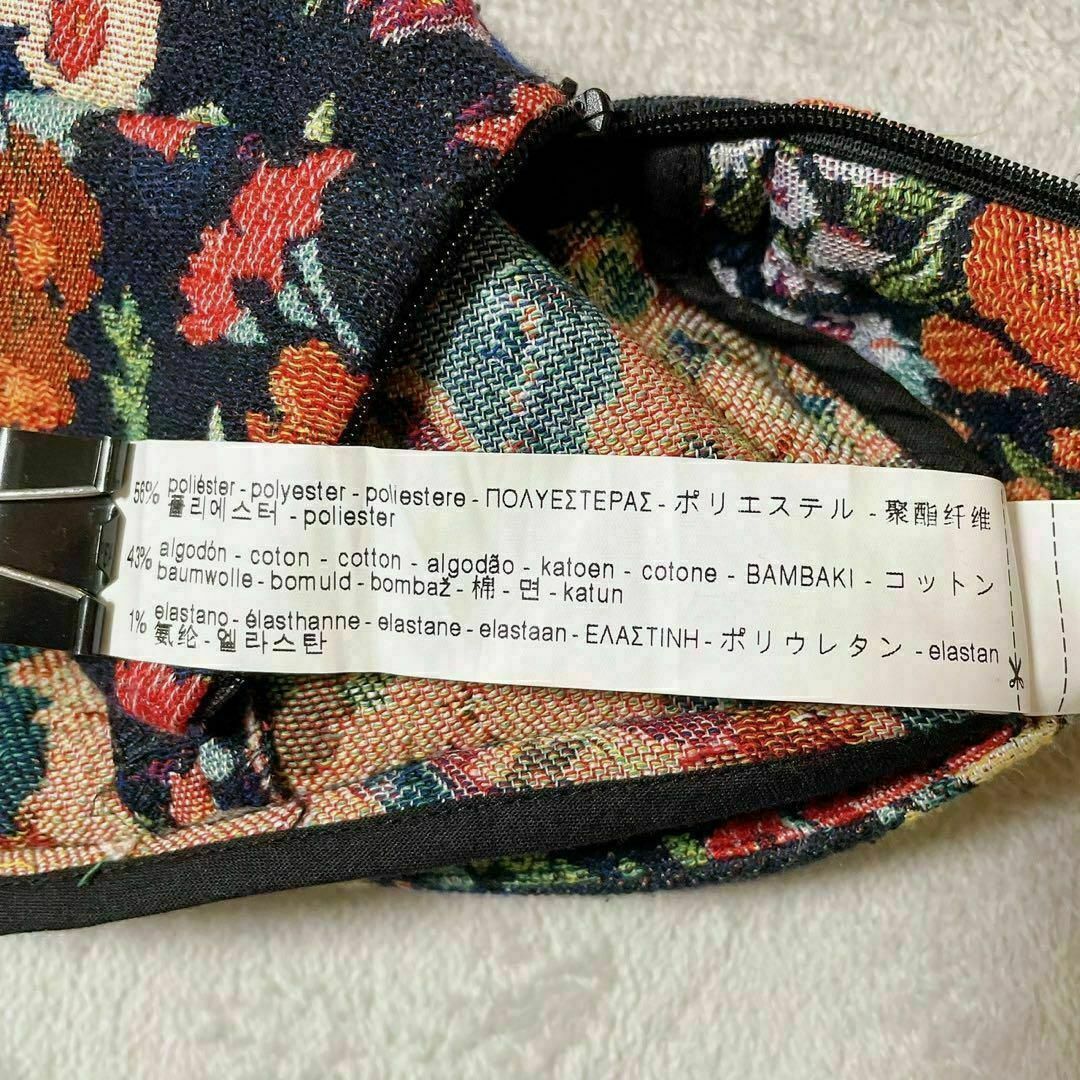 56% poliéster - polyester - poliestere - ΠΟΛΥΕΣΤΕΡΑΣ - ポリエステル - 聚酯纤维
폴리에스터 - poliester
43% algodón - coton - cotton - algodão - katoen - cotone - BAMBAKI - コットン
baumwolle - bomuld - bombaž - 棉 - 면 - katun
1% elastano - élasthanne - elastane - elastaan - ΕΛΑΣΤΙΝΗ - ポリウレタン - elastan
氨纶 - 엘라스탄